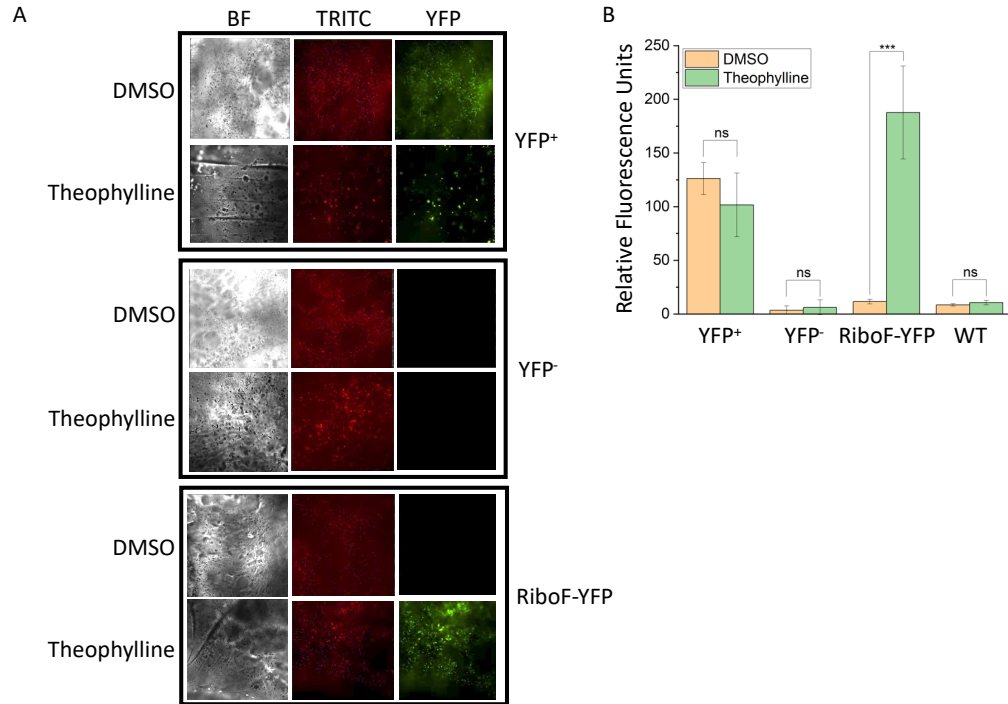 A
BF TRITC YFP
DMSO
Theophylline
YFP⁺
DMSO
Theophylline
YFP⁻
DMSO
Theophylline
RiboF-YFP
B
Relative Fluorescence Units
250
200
150
100
50
0
DMSO
Theophylline
ns
ns
***
ns
YFP⁺ YFP⁻ RiboF-YFP WT